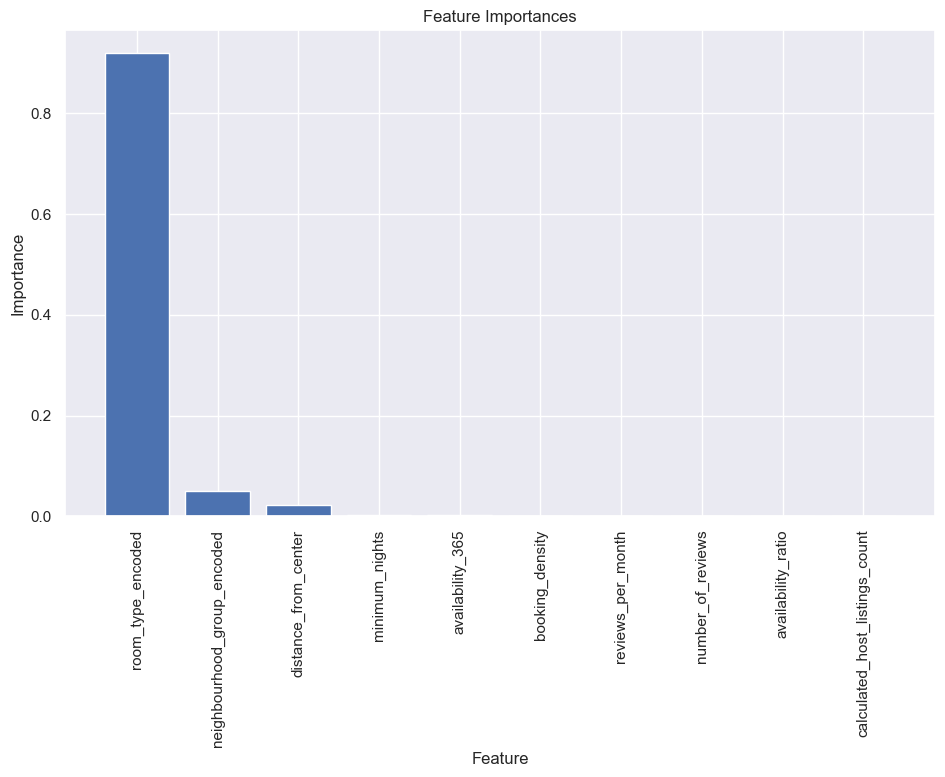 Feature Importances
Importance
0.8
0.6
0.4
0.2
0.0
room_type_encoded
neighbourhood_group_encoded
distance_from_center
minimum_nights
availability_365
booking_density
reviews_per_month
number_of_reviews
availability_ratio
calculated_host_listings_count
Feature